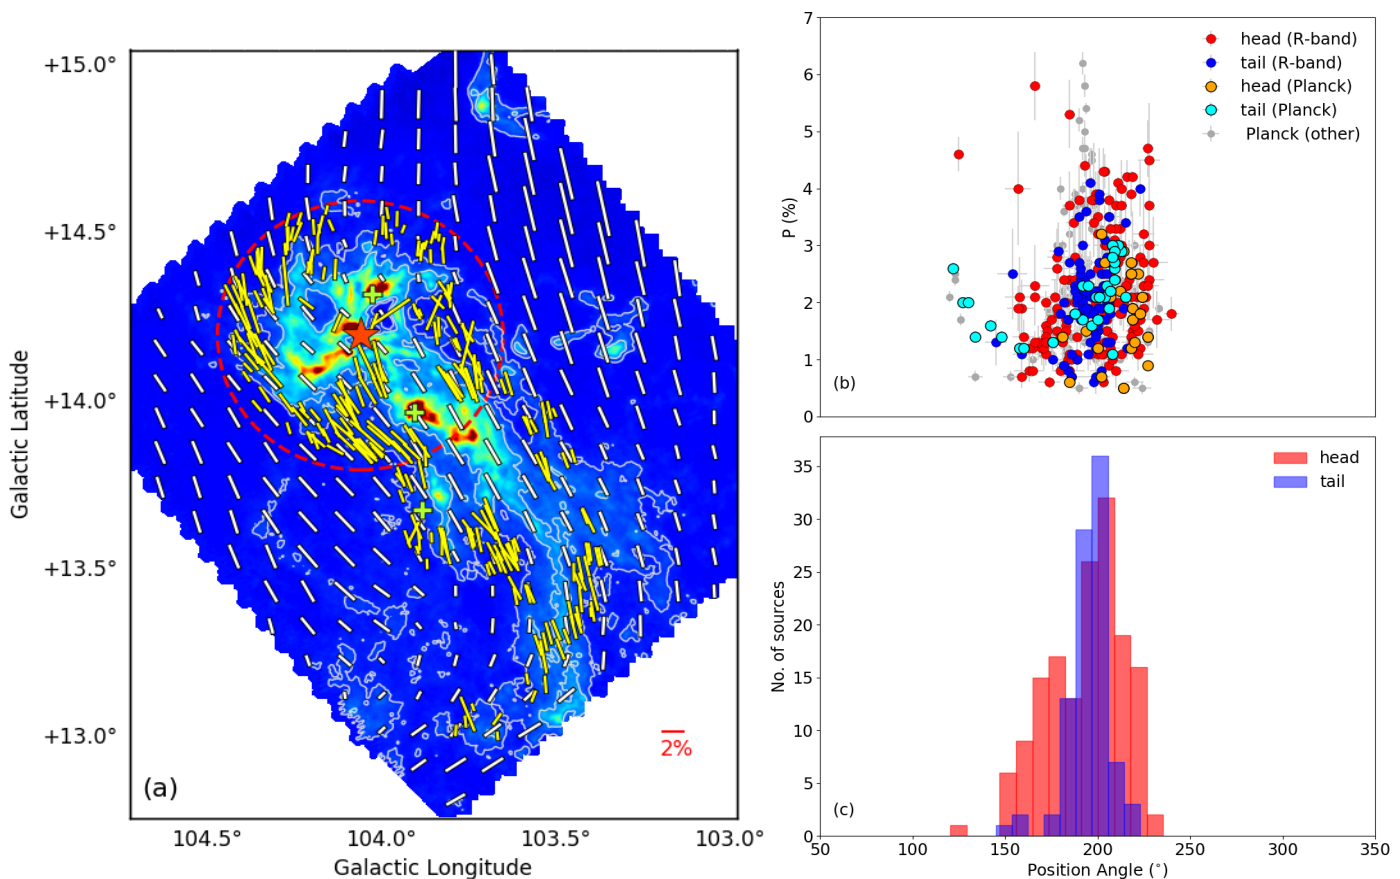 +15.0°
+14.5°
+14.0°
+13.5°
+13.0°
Galactic Latitude
104.5°
104.0°
103.5°
103.0°
Galactic Longitude
(a)
2%
7
6
5
4
3
2
1
0
P (%)
head (R-band)
tail (R-band)
head (Planck)
tail (Planck)
Planck (other)
(b)
35
30
25
20
15
10
5
0
No. of sources
head
tail
(c)
50
100
150
200
250
300
350
Position Angle (°)